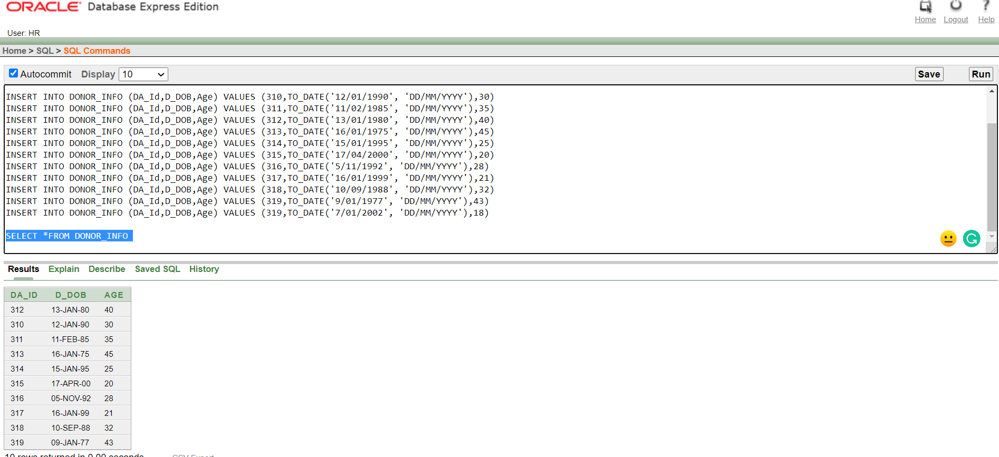 ORACLE Database Express Edition
Home Logout Help
User: HR
Home > SQL > SQL Commands
Autocommit Display 10 Save Run
INSERT INTO DONOR_INFO (DA_Id,D_DOB,Age) VALUES (310,TO_DATE('12/01/1990', 'DD/MM/YYYY'),30)
INSERT INTO DONOR_INFO (DA_Id,D_DOB,Age) VALUES (311,TO_DATE('11/02/1985', 'DD/MM/YYYY'),35)
INSERT INTO DONOR_INFO (DA_Id,D_DOB,Age) VALUES (312,TO_DATE('13/01/1980', 'DD/MM/YYYY'),40)
INSERT INTO DONOR_INFO (DA_Id,D_DOB,Age) VALUES (313,TO_DATE('16/01/1975', 'DD/MM/YYYY'),45)
INSERT INTO DONOR_INFO (DA_Id,D_DOB,Age) VALUES (314,TO_DATE('15/01/1995', 'DD/MM/YYYY'),25)
INSERT INTO DONOR_INFO (DA_Id,D_DOB,Age) VALUES (315,TO_DATE('17/04/2000', 'DD/MM/YYYY'),20)
INSERT INTO DONOR_INFO (DA_Id,D_DOB,Age) VALUES (316,TO_DATE('5/11/1992', 'DD/MM/YYYY'),28)
INSERT INTO DONOR_INFO (DA_Id,D_DOB,Age) VALUES (317,TO_DATE('16/01/1999', 'DD/MM/YYYY'),21)
INSERT INTO DONOR_INFO (DA_Id,D_DOB,Age) VALUES (318,TO_DATE('10/09/1988', 'DD/MM/YYYY'),32)
INSERT INTO DONOR_INFO (DA_Id,D_DOB,Age) VALUES (319,TO_DATE('9/01/1977', 'DD/MM/YYYY'),43)
INSERT INTO DONOR_INFO (DA_Id,D_DOB,Age) VALUES (319,TO_DATE('7/01/2002', 'DD/MM/YYYY'),18)
SELECT *FROM DONOR_INFO
Results Explain Describe Saved SQL History
DA_ID D_DOB AGE
312 13-JAN-80 40
310 12-JAN-90 30
311 11-FEB-85 35
313 16-JAN-75 45
314 15-JAN-95 25
315 17-APR-00 20
316 05-NOV-92 28
317 16-JAN-99 21
318 10-SEP-88 32
319 09-JAN-77 43
10 rows returned in 0.00 seconds CSV Export